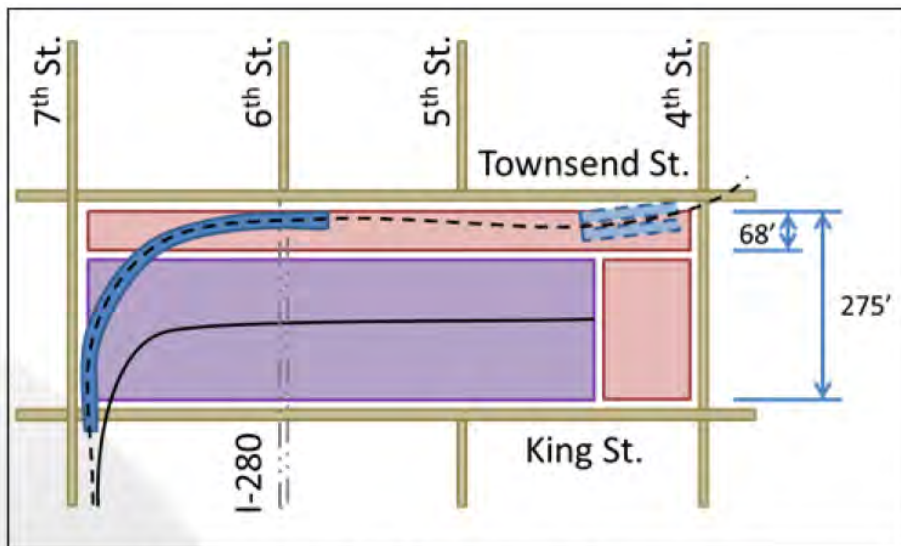 7th St.
6th St.
5th St.
4th St.
Townsend St.
68’
275’
I-280
King St.